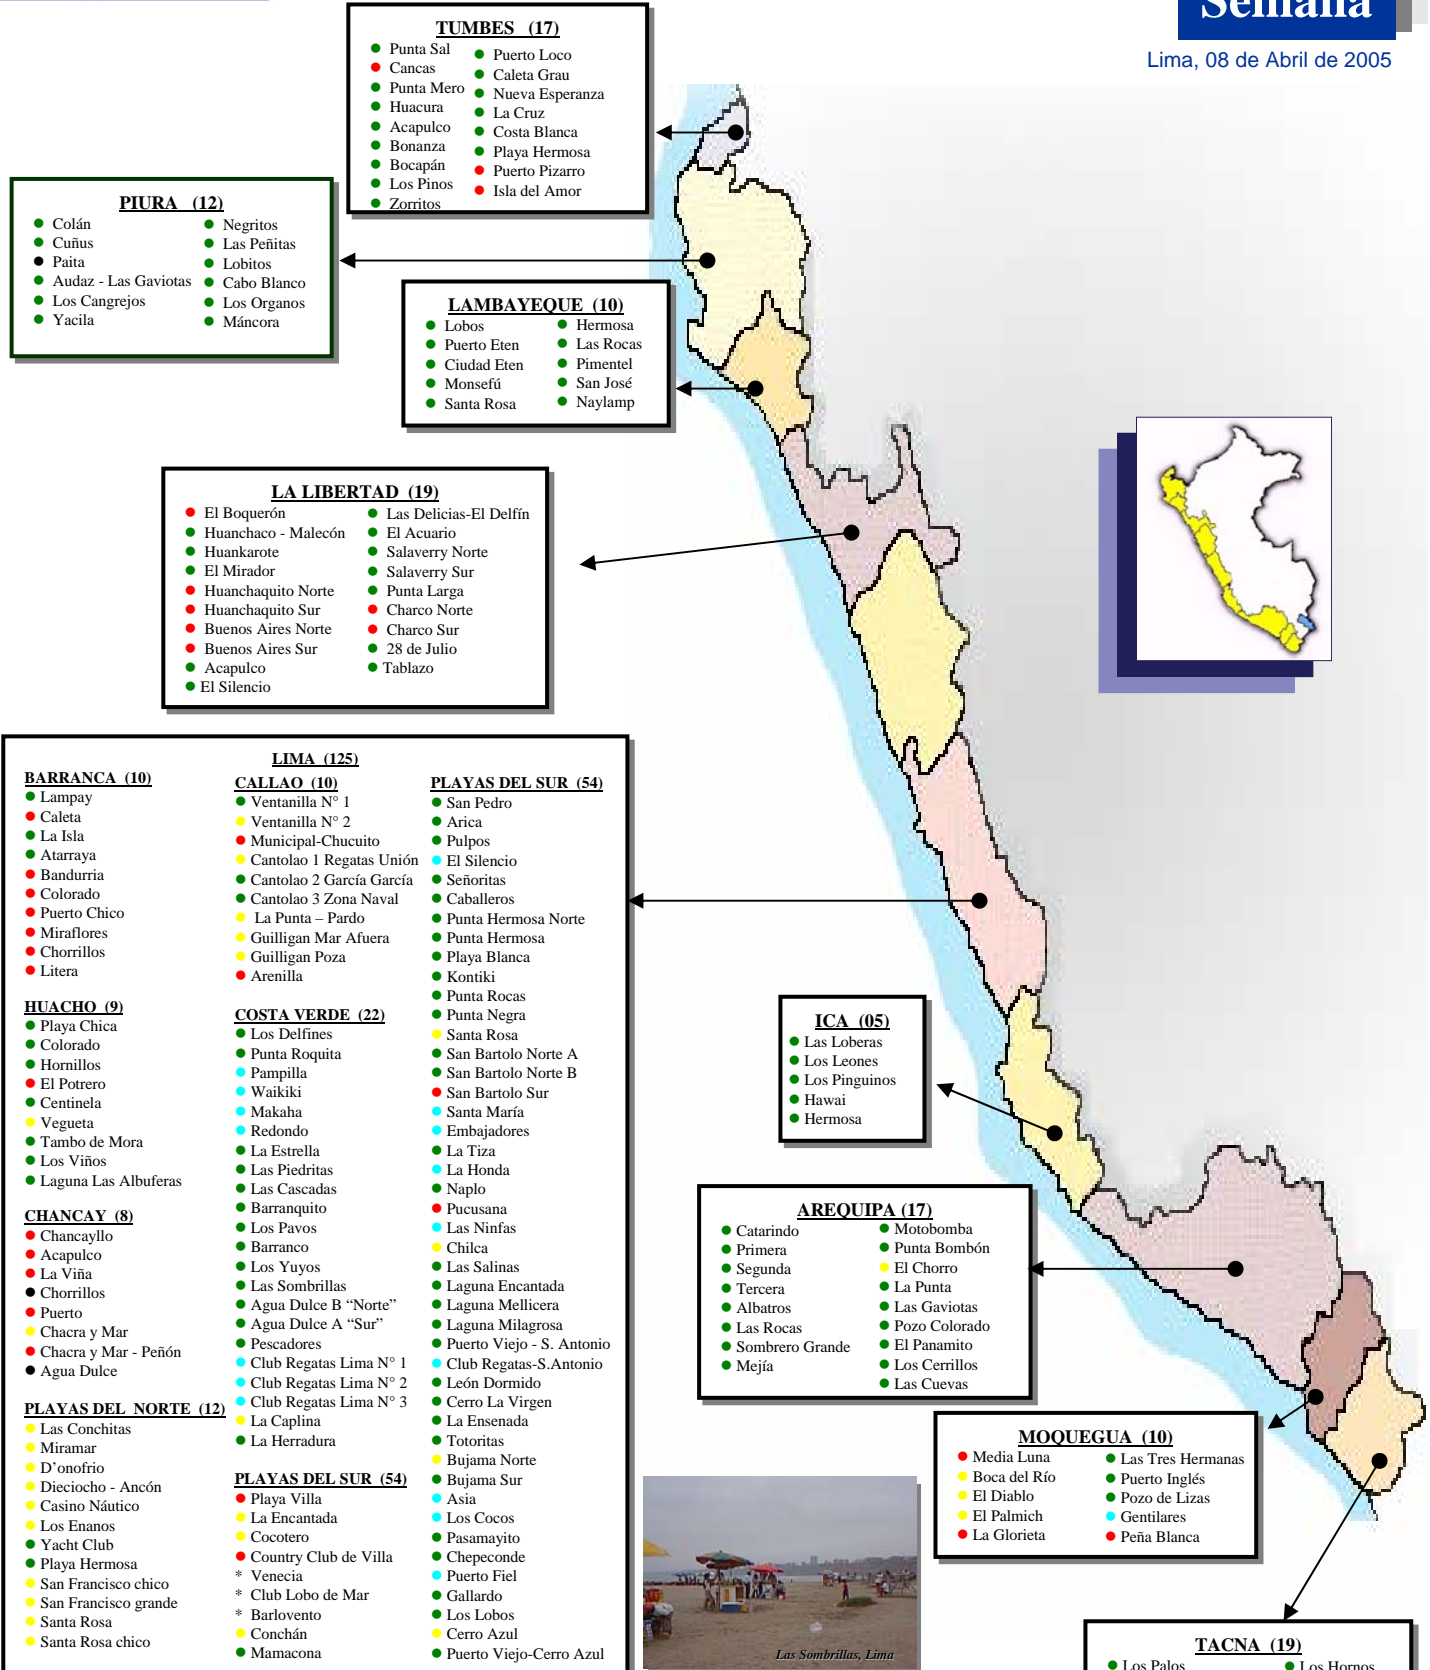 Semana
Lima, 08 de Abril de 2005
TUMBES (17)
Punta Sal
Cancas
Punta Mero
Huacura
Acapulco
Bonanza
Bocapán
Los Pinos
Zorritos
Puerto Loco
Caleta Grau
Nueva Esperanza
La Cruz
Costa Blanca
Playa Hermosa
Puerto Pizarro
Isla del Amor
PIURA (12)
Colán
Cuñus
Paita
Audaz - Las Gaviotas
Los Cangrejos
Yacila
Negritos
Las Peñitas
Lobitos
Cabo Blanco
Los Organos
Máncora
LAMBAYEQUE (10)
Lobos
Puerto Eten
Ciudad Eten
Monsefú
Santa Rosa
Hermosa
Las Rocas
Pimentel
San José
Naylamp
LA LIBERTAD (19)
El Boquerón
Huanchaco - Malecón
Huankarote
El Mirador
Huanchaquito Norte
Huanchaquito Sur
Buenos Aires Norte
Buenos Aires Sur
Acapulco
El Silencio
Las Delicias-El Delfín
El Acuario
Salaverry Norte
Salaverry Sur
Punta Larga
Charco Norte
Charco Sur
28 de Julio
Tablazo
LIMA (125)
BARRANCA (10)
Lampay
Caleta
La Isla
Atarraya
Bandurria
Colorado
Puerto Chico
Miraflores
Chorrillos
Litera
HUACHO (9)
Playa Chica
Colorado
Hornillos
El Potrero
Centinela
Vegueta
Tambo de Mora
Los Viños
Laguna Las Albuferas
CHANCAY (8)
Chancayllo
Acapulco
La Viña
Chorrillos
Puerto
Chacra y Mar
Chacra y Mar - Peñón
Agua Dulce
PLAYAS DEL NORTE (12)
Las Conchitas
Miramar
D'onofrio
Dieciocho - Ancón
Casino Náutico
Los Enanos
Yacht Club
Playa Hermosa
San Francisco chico
San Francisco grande
Santa Rosa
Santa Rosa chico
CALLAO (10)
Ventanilla N° 1
Ventanilla N° 2
Municipal-Chucuito
Cantolao 1 Regatas Unión
Cantolao 2 García García
Cantolao 3 Zona Naval
La Punta – Pardo
Guilligan Mar Afuera
Guilligan Poza
Arenilla
COSTA VERDE (22)
Los Delfines
Punta Roquita
Pampilla
Waikiki
Makaha
Redondo
La Estrella
Las Piedritas
Las Cascadas
Barranquito
Los Pavos
Barranco
Los Yuyos
Las Sombrillas
Agua Dulce B “Norte”
Agua Dulce A “Sur”
Pescadores
Club Regatas Lima N° 1
Club Regatas Lima N° 2
Club Regatas Lima N° 3
La Caplina
La Herradura
PLAYAS DEL SUR (54)
Playa Villa
La Encantada
Cocotero
Country Club de Villa
* Venecia
* Club Lobo de Mar
* Barlovento
Conchán
Mamacona
PLAYAS DEL SUR (54)
San Pedro
Arica
Pulpos
El Silencio
Señoritas
Caballeros
Punta Hermosa Norte
Punta Hermosa
Playa Blanca
Kontiki
Punta Rocas
Punta Negra
Santa Rosa
San Bartolo Norte A
San Bartolo Norte B
San Bartolo Sur
Santa María
Embajadores
La Tiza
La Honda
Naplo
Pucusana
Las Ninfas
Chilca
Las Salinas
Laguna Encantada
Laguna Mellicera
Laguna Milagrosa
Puerto Viejo - S. Antonio
Club Regatas-S.Antonio
León Dormido
Cerro La Virgen
La Ensenada
Totoritas
Bujama Norte
Bujama Sur
Asia
Los Cocos
Pasamayito
Chepeconde
Puerto Fiel
Gallardo
Los Lobos
Cerro Azul
Puerto Viejo-Cerro Azul
ICA (05)
Las Loberas
Los Leones
Los Pinguinos
Hawai
Hermosa
AREQUIPA (17)
Catarindo
Primera
Segunda
Tercera
Albatros
Las Rocas
Sombrero Grande
Mejía
Motobomba
Punta Bombón
El Chorro
La Punta
Las Gaviotas
Pozo Colorado
El Panamito
Los Cerrillos
Las Cuevas
MOQUEGUA (10)
Media Luna
Boca del Río
El Diablo
El Palmich
La Glorieta
Las Tres Hermanas
Puerto Inglés
Pozo de Lizas
Gentilares
Peña Blanca
Las Sombrillas, Lima
TACNA (19)
Los Palos
Los Hornos